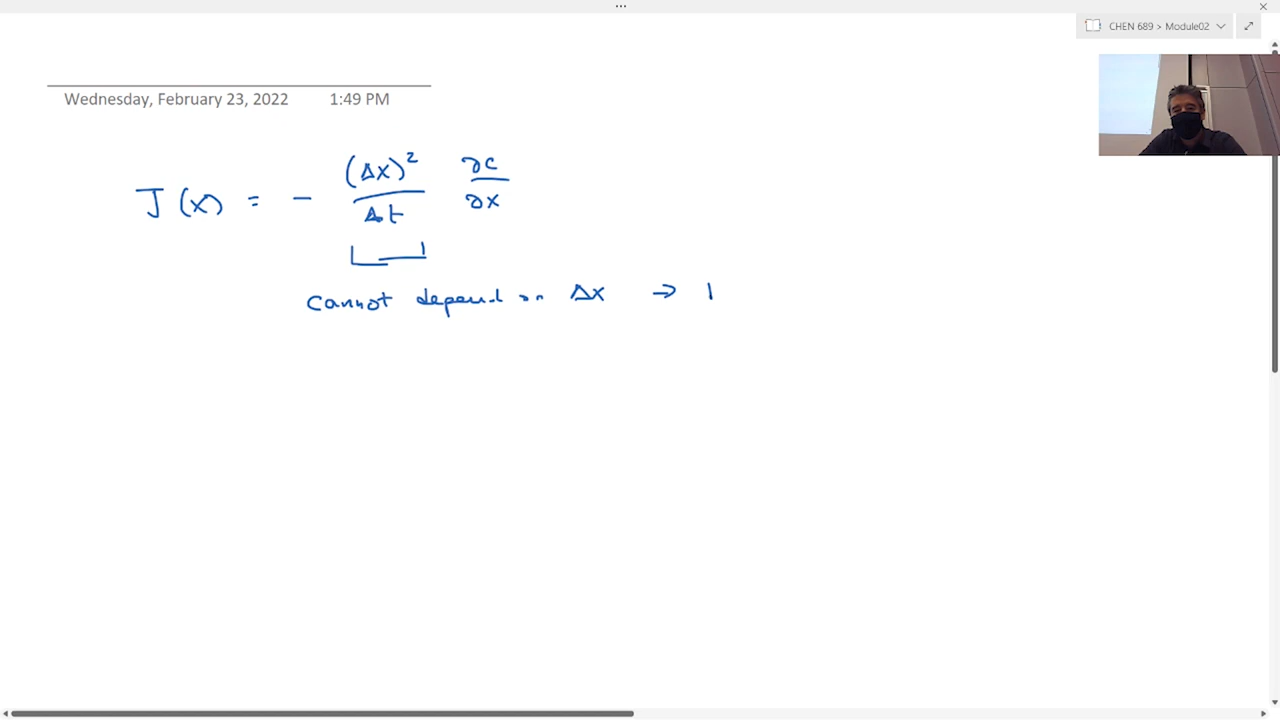 CHEN 689 > Module02
Wednesday, February 23, 2022 1:49 PM
J(x) = - (Δx)² / Δt ∂c / ∂x
cannot depend on Δx → 1